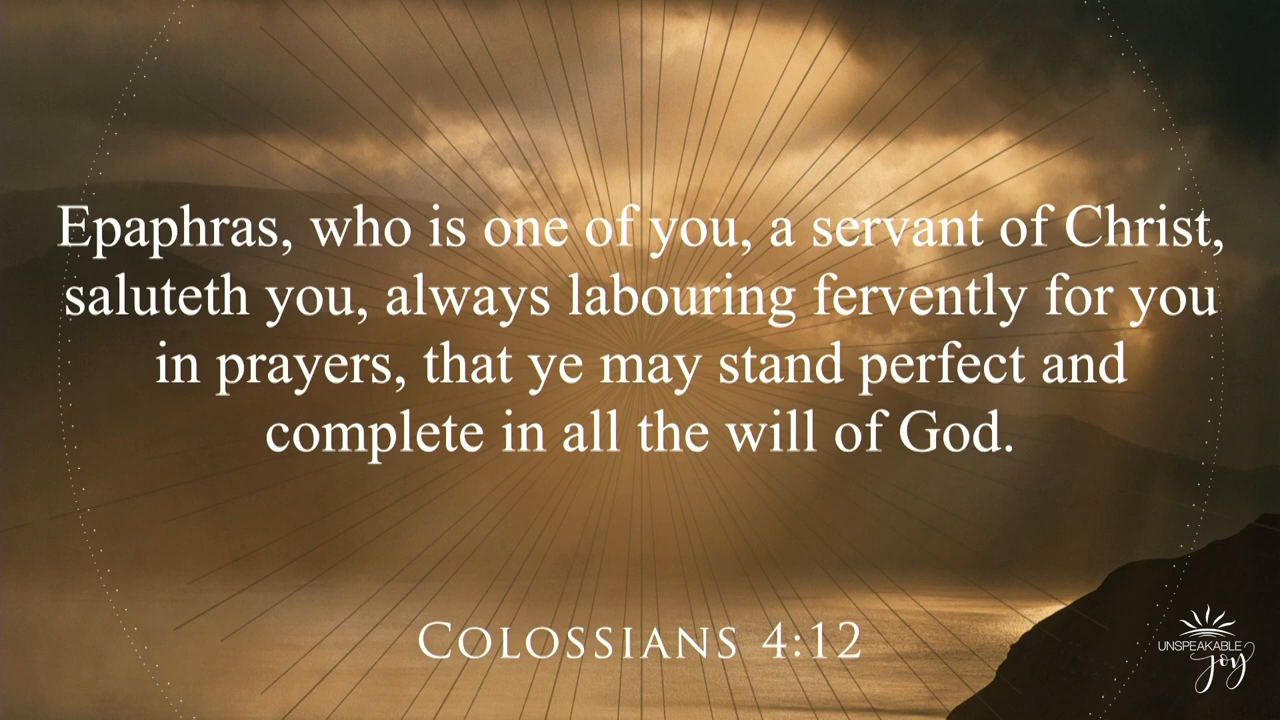 Epaphras, who is one of you, a servant of Christ,
saluteth you, always labouring fervently for you
in prayers, that ye may stand perfect and
complete in all the will of God.
COLOSSIANS 4:12
UNSPEAKABLE
Joy